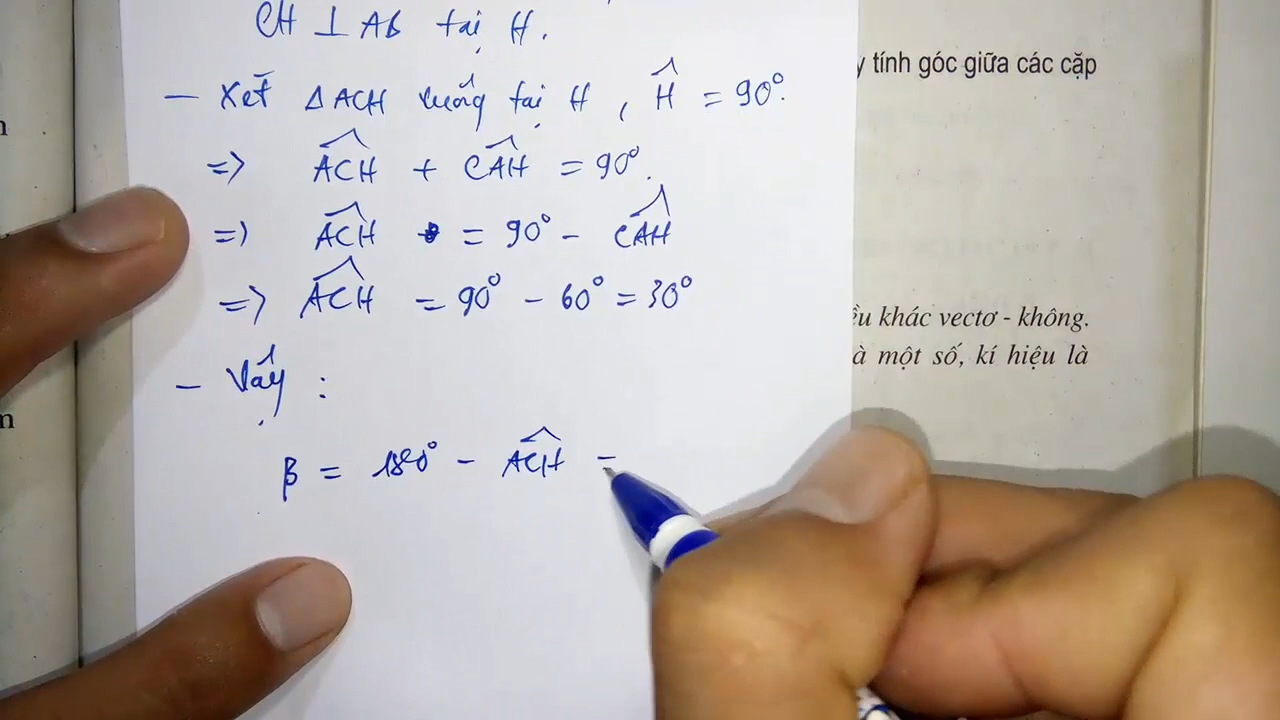 CH ⊥ AB tại H.
— Xét ΔACH vuông tại H, Ĥ = 90°.
=> ACH + CAH = 90°.
=> ACH = 90° - CAH
=> ACH = 90° - 60° = 30°
— Vậy :
β = 180° - ACH -
y tính góc giữa các cặp
ều khác vectơ - không.
à một số, kí hiệu là
n
m